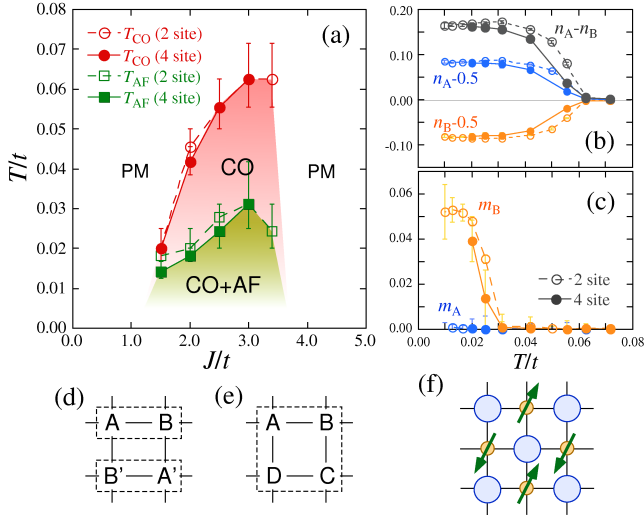 (a)
T/t
0.08
0.07
0.06
0.05
0.04
0.03
0.02
0.01
0.00
T_CO (2 site)
T_CO (4 site)
T_AF (2 site)
T_AF (4 site)
PM
CO
PM
CO+AF
0.0
1.0
2.0
3.0
4.0
5.0
J/t
(b)
0.20
0.10
0.00
-0.10
n_A-n_B
n_A-0.5
n_B-0.5
(c)
0.06
0.04
0.02
0.00
m_B
m_A
2 site
4 site
0.00
0.02
0.04
0.06
0.08
T/t
(d)
A B
B' A'
(e)
A B
D C
(f)